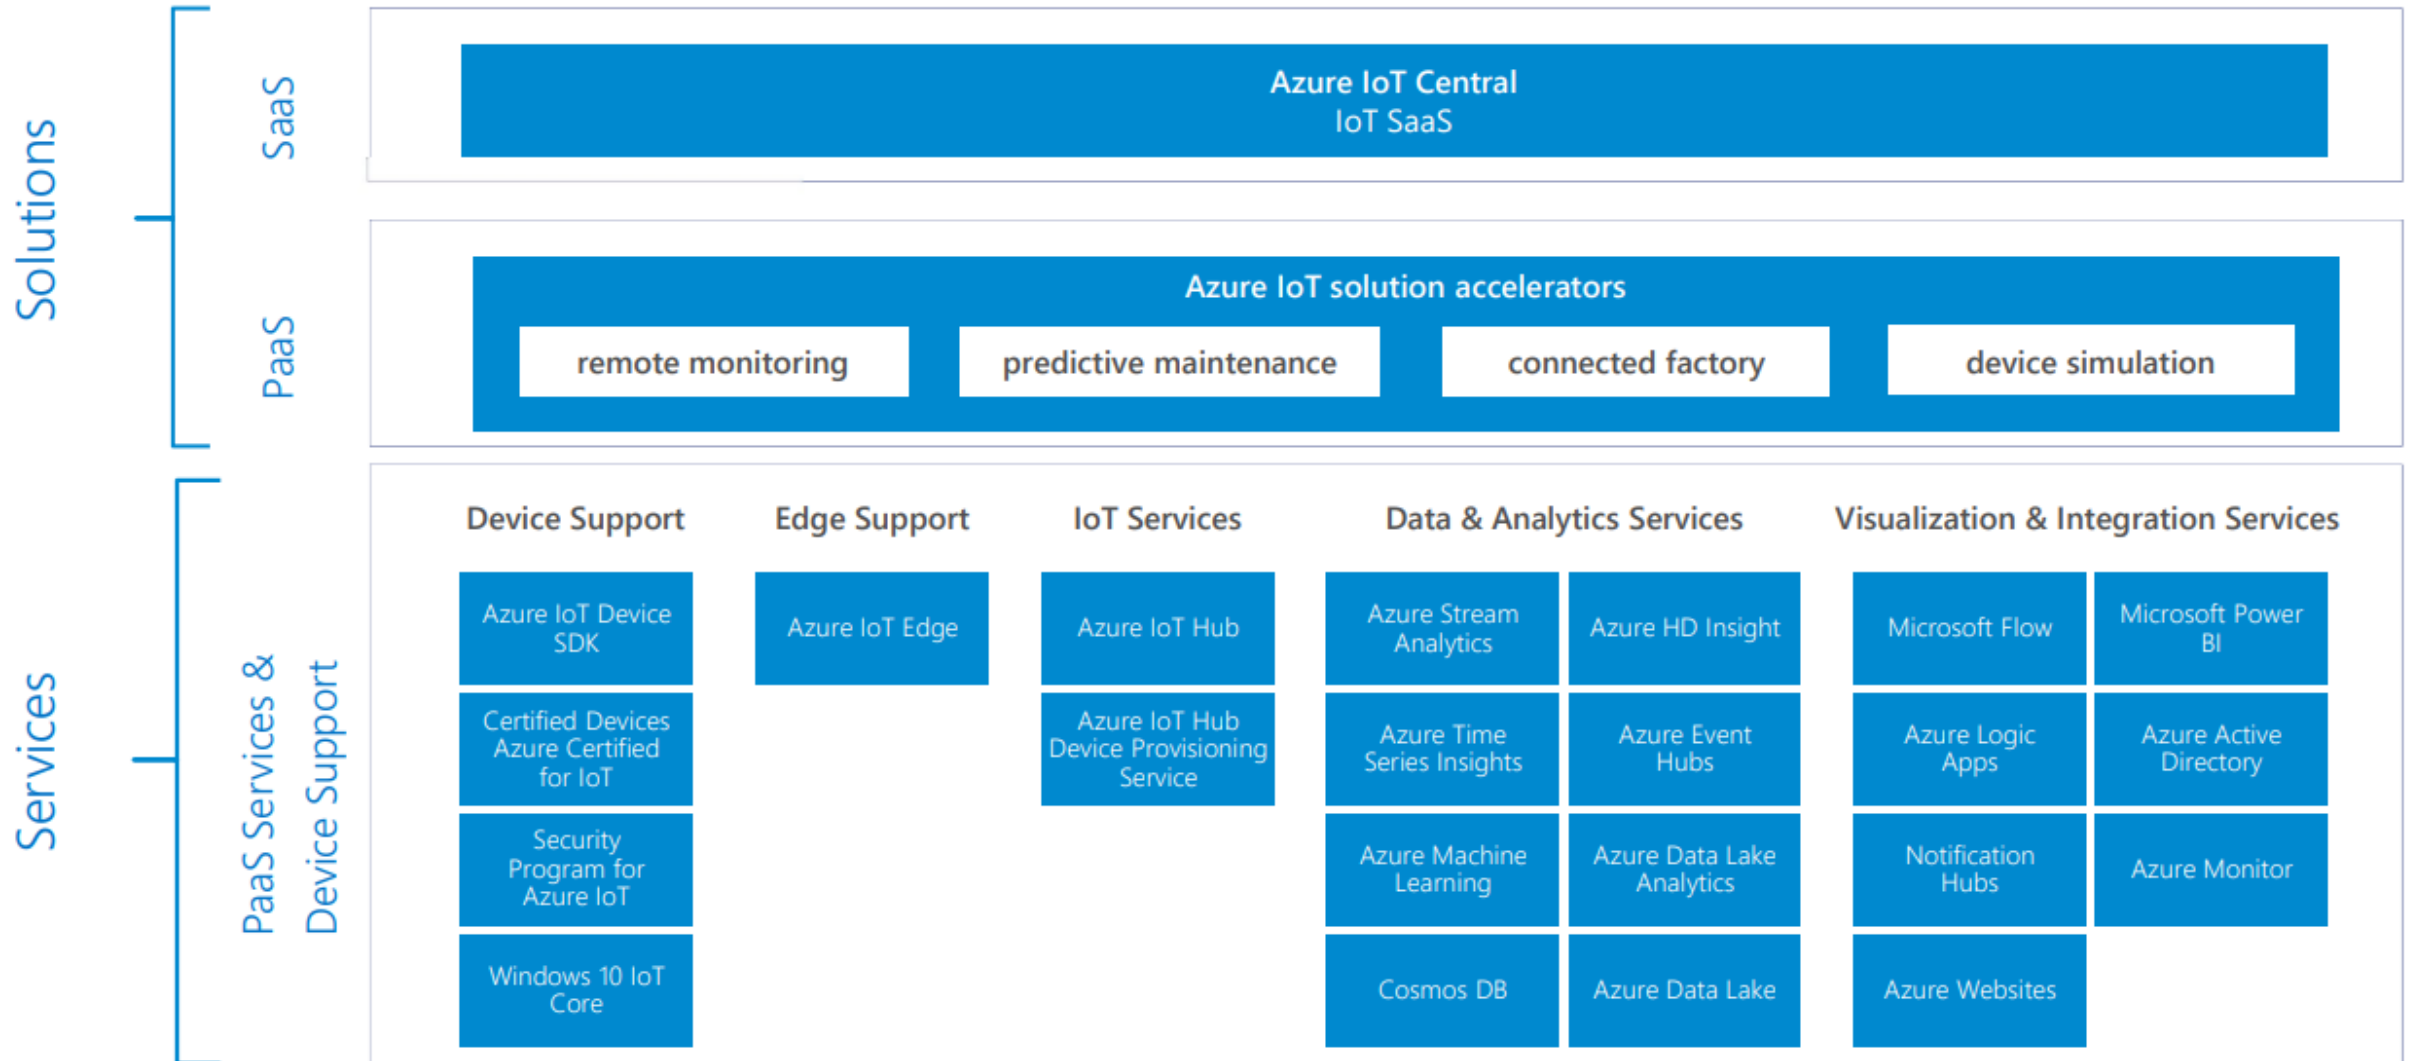 Solutions
SaaS
Azure IoT Central
IoT SaaS
PaaS
Azure IoT solution accelerators
remote monitoring
predictive maintenance
connected factory
device simulation
Services
PaaS Services &
Device Support
Device Support
Azure IoT Device
SDK
Certified Devices
Azure Certified
for IoT
Security
Program for
Azure IoT
Windows 10 IoT
Core
Edge Support
Azure IoT Edge
IoT Services
Azure IoT Hub
Azure IoT Hub
Device Provisioning
Service
Data & Analytics Services
Azure Stream
Analytics
Azure HD Insight
Azure Time
Series Insights
Azure Event
Hubs
Azure Machine
Learning
Azure Data Lake
Analytics
Cosmos DB
Azure Data Lake
Visualization & Integration Services
Microsoft Flow
Microsoft Power
BI
Azure Logic
Apps
Azure Active
Directory
Notification
Hubs
Azure Monitor
Azure Websites